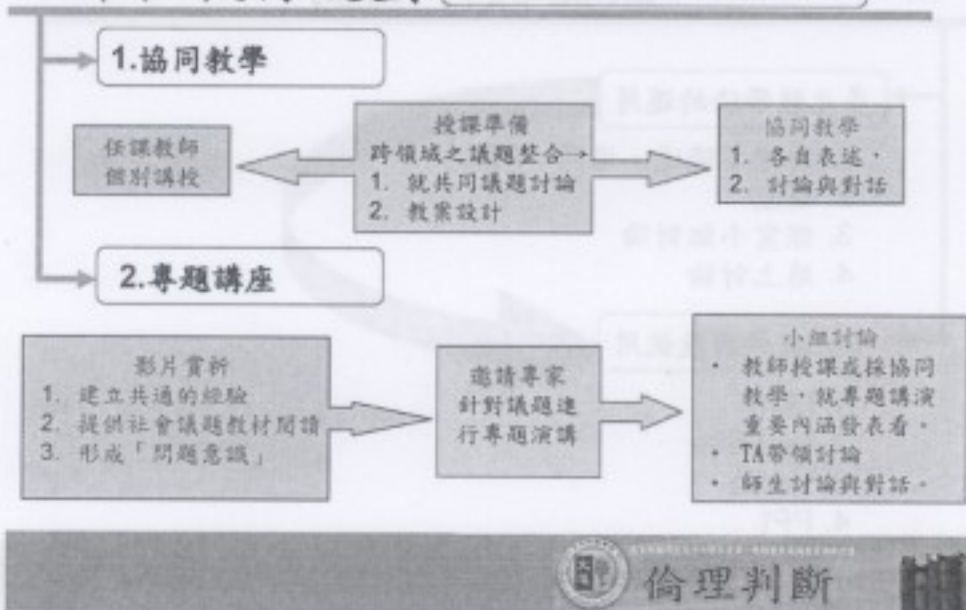 1.協同教學
任課教師
個別講授
授課準備
跨領域之議題整合→
1. 就共同議題討論
2. 教案設計
協同教學
1. 各自表述，
2. 討論與對話
2.專題講座
影片賞析
1. 建立共通的經驗
2. 提供社會議題教材閱讀
3. 形成「問題意識」
邀請專家
針對議題進
行專題演講
小組討論
• 教師授課或採協同
教學，就專題講演
重要內涵發表看。
• TA帶領討論
• 師生討論與對話。
倫理判斷